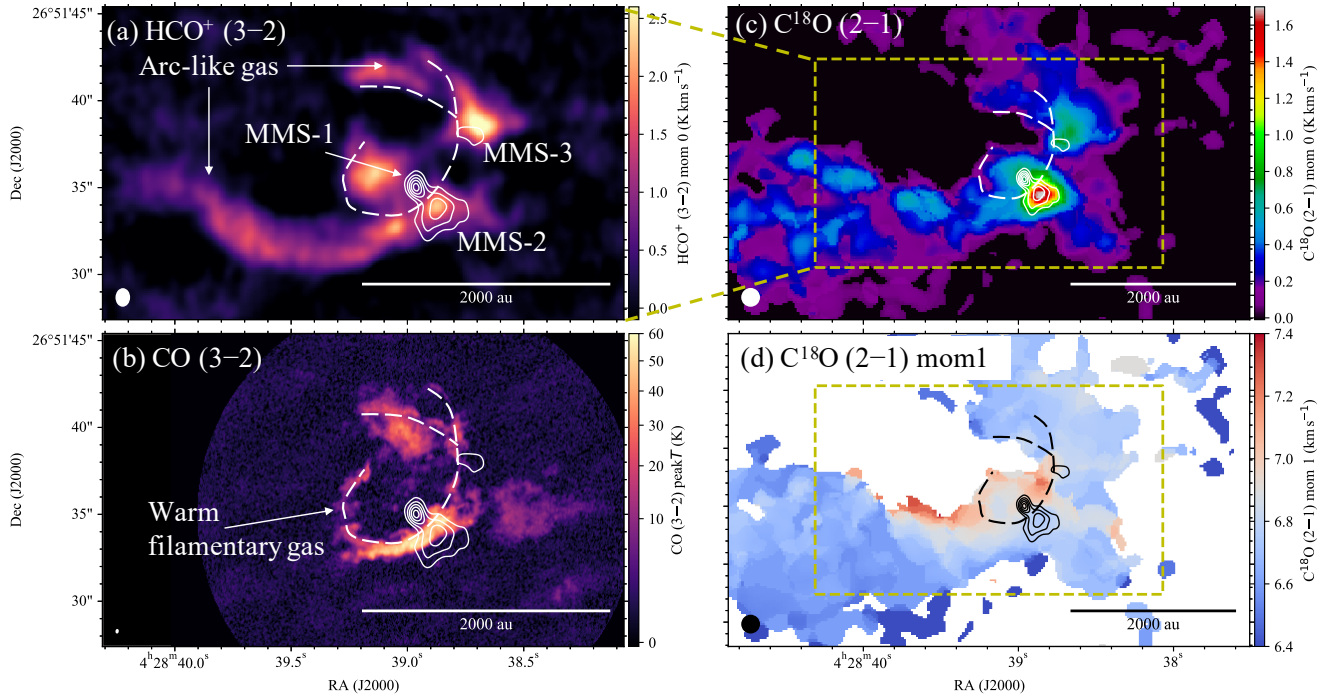 (a) HCO⁺ (3−2)
Arc-like gas
MMS-1
MMS-3
MMS-2
2000 au
26°51'45"
40"
35"
30"
Dec (J2000)
2.5
2.0
1.5
1.0
0.5
0.0
HCO⁺ (3−2) mom 0 (K km s⁻¹)
(c) C¹⁸O (2−1)
2000 au
1.6
1.4
1.2
1.0
0.8
0.6
0.4
0.2
0.0
C¹⁸O (2−1) mom 0 (K km s⁻¹)
(b) CO (3−2)
Warm
filamentary gas
2000 au
26°51'45"
40"
35"
30"
Dec (J2000)
4ʰ28ᵐ40.0ˢ
39.5ˢ
39.0ˢ
38.5ˢ
RA (J2000)
60
50
40
30
20
10
0
CO (3−2) peakT (K)
(d) C¹⁸O (2−1) mom1
2000 au
4ʰ28ᵐ40ˢ
39ˢ
38ˢ
RA (J2000)
7.4
7.2
7.0
6.8
6.6
6.4
C¹⁸O (2−1) mom 1 (km s⁻¹)